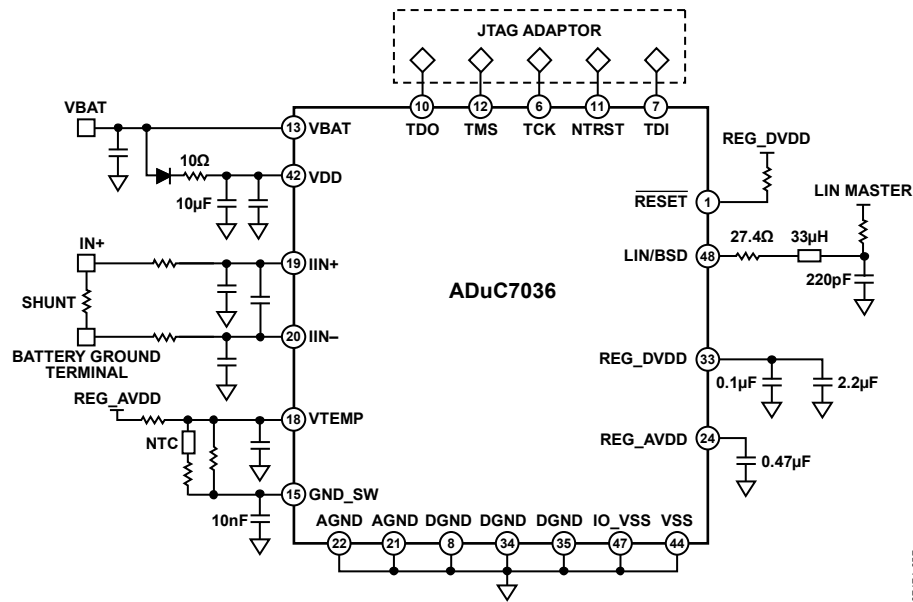 JTAG ADAPTOR
10 12 6 11 7
TDO TMS TCK NTRST TDI
VBAT
13 VBAT
10Ω
42 VDD
10µF
REG_DVDD
RESET 1
LIN MASTER
27.4Ω 33µH
LIN/BSD 48
220pF
IN+
19 IIN+
SHUNT
ADuC7036
20 IIN–
BATTERY GROUND
TERMINAL
REG_DVDD 33
0.1µF 2.2µF
REG_AVDD
18 VTEMP
NTC
REG_AVDD 24
0.47µF
15 GND_SW
10nF
AGND AGND DGND DGND DGND IO_VSS VSS
22 21 8 34 35 47 44